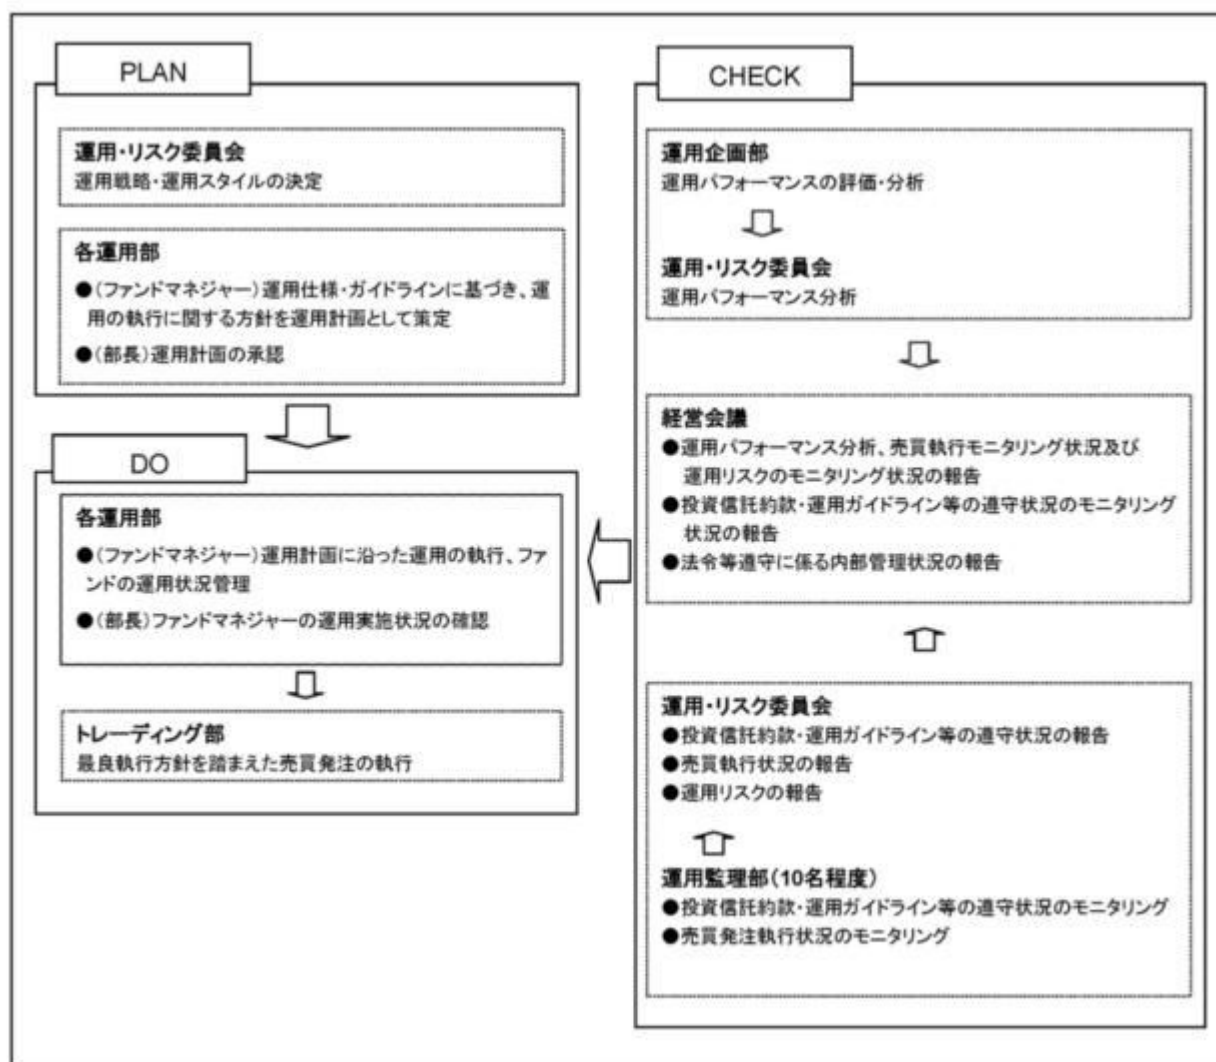 PLAN
運用・リスク委員会
運用戦略・運用スタイルの決定
各運用部
●(ファンドマネジャー)運用仕様・ガイドラインに基づき、運
用の執行に関する方針を運用計画として策定
●(部長)運用計画の承認
DO
各運用部
●(ファンドマネジャー)運用計画に沿った運用の執行、ファ
ンドの運用状況管理
●(部長)ファンドマネジャーの運用実施状況の確認
トレーディング部
最良執行方針を踏まえた売買発注の執行
CHECK
運用企画部
運用パフォーマンスの評価・分析
運用・リスク委員会
運用パフォーマンス分析
経営会議
●運用パフォーマンス分析、売買執行モニタリング状況及び
運用リスクのモニタリング状況の報告
●投資信託約款・運用ガイドライン等の遵守状況のモニタリング
状況の報告
●法令等遵守に係る内部管理状況の報告
運用・リスク委員会
●投資信託約款・運用ガイドライン等の遵守状況の報告
●売買執行状況の報告
●運用リスクの報告
運用監理部(10名程度)
●投資信託約款・運用ガイドライン等の遵守状況のモニタリング
●売買発注執行状況のモニタリング